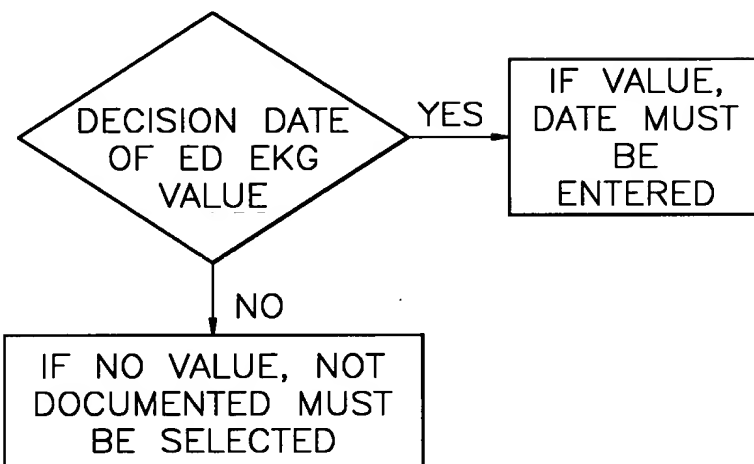 DECISION DATE
OF ED EKG
VALUE
YES
IF VALUE,
DATE MUST
BE
ENTERED
NO
IF NO VALUE, NOT
DOCUMENTED MUST
BE SELECTED